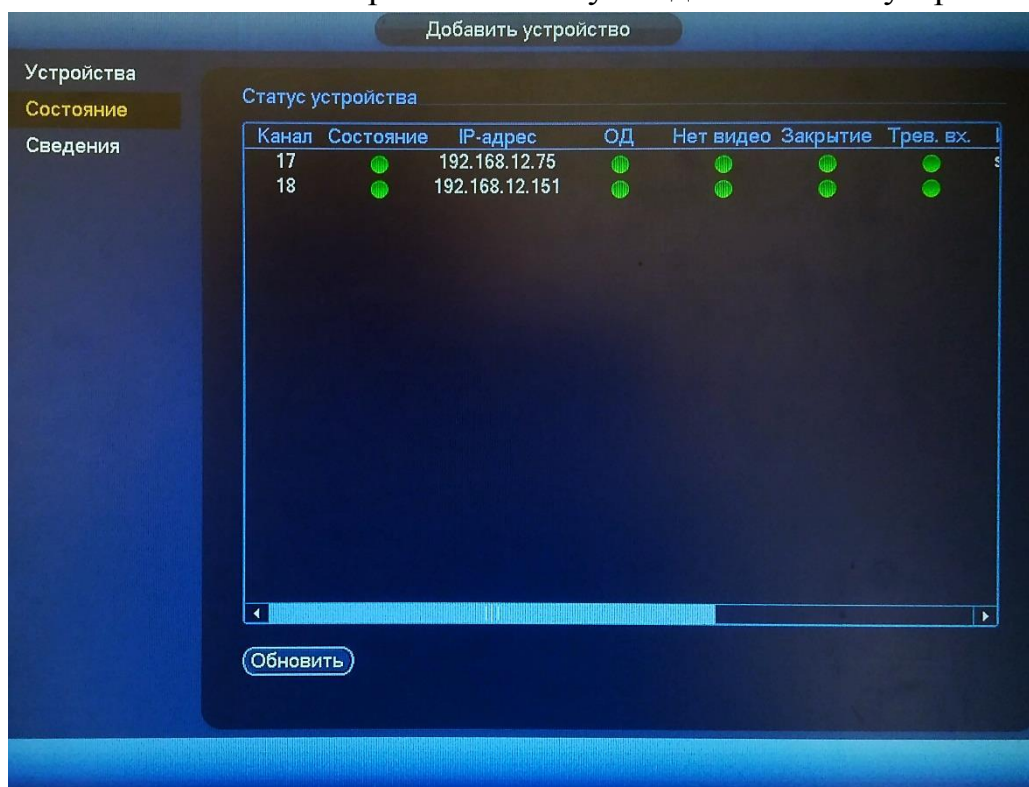 Добавить устройство
Устройства
Состояние
Сведения
Статус устройства
Канал Состояние IP-адрес ОД Нет видео Закрытие Трев. вх.
17 192.168.12.75
18 192.168.12.151
Обновить